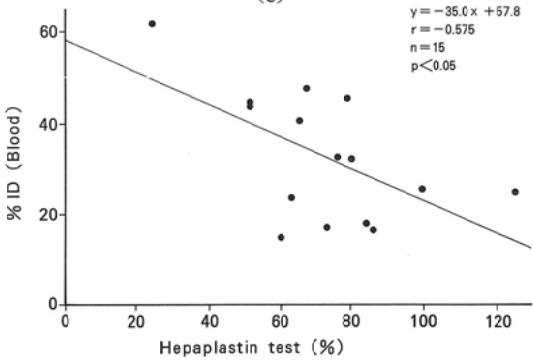 y=-35.0x+57.8
r=-0.575
n=15
p<0.05
% ID (Blood)
60
40
20
0
0 20 40 60 80 100 120
Hepaplastin test (%)